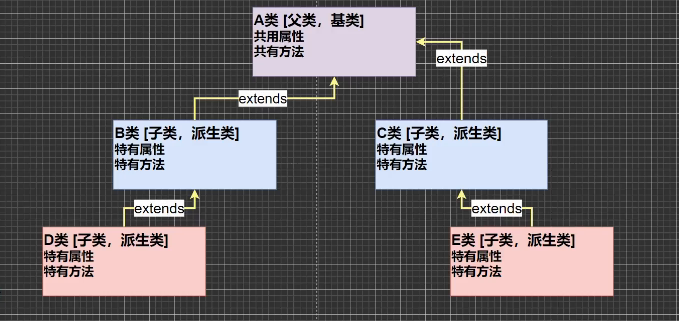 A类 [父类，基类]
共用属性
共有方法
extends
extends
B类 [子类，派生类]
特有属性
特有方法
C类 [子类，派生类]
特有属性
特有方法
extends
extends
D类 [子类，派生类]
特有属性
特有方法
E类 [子类，派生类]
特有属性
特有方法